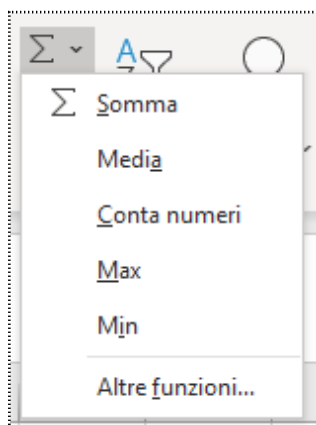 Σ
Σ Somma
Media
Conta numeri
Max
Min
Altre funzioni...